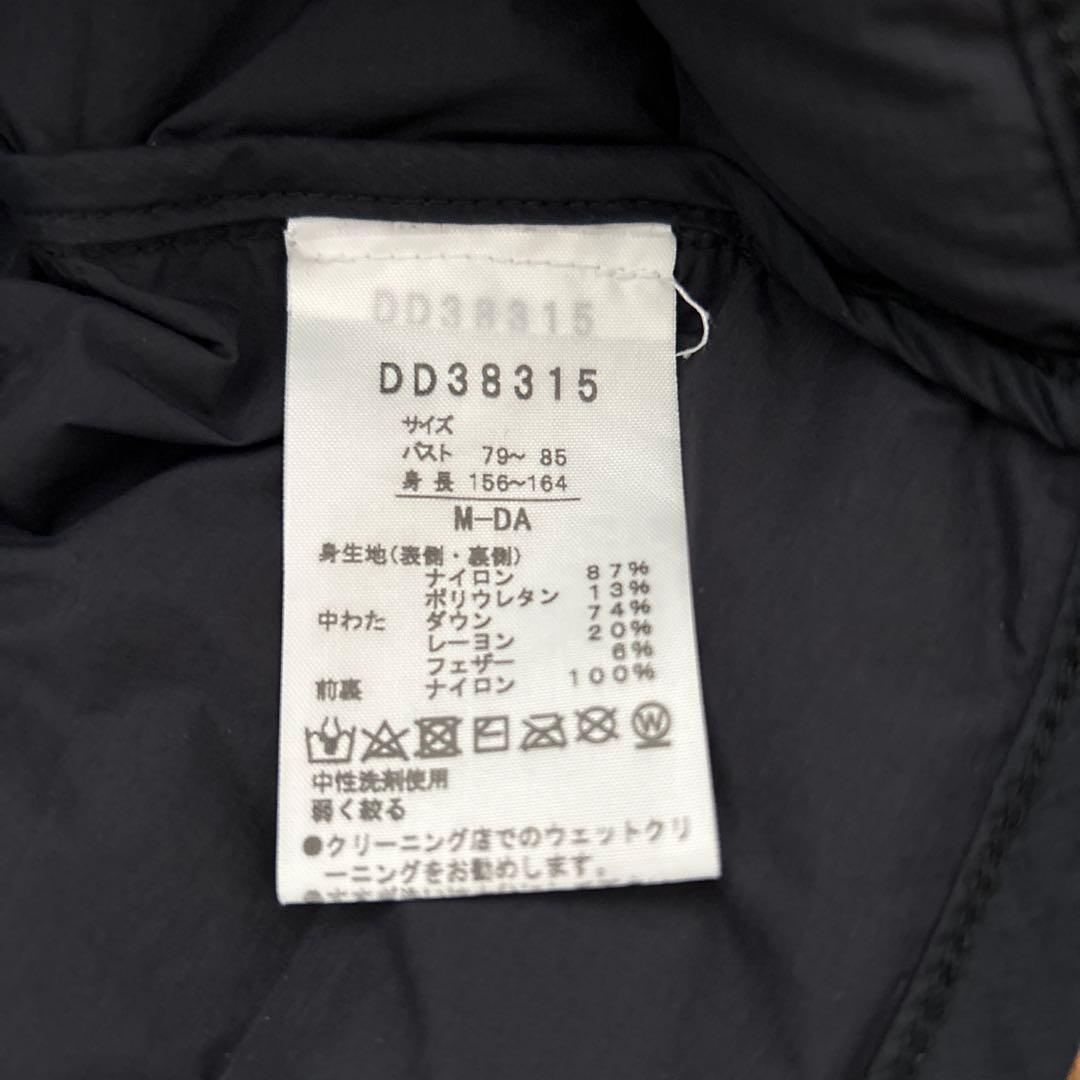 DD38315
DD38315
サイズ
バスト 79～ 85
身 長 156～164
M-DA
身生地(表側・裏側)
ナイロン 87%
ポリウレタン 13%
中わた ダウン 74%
レーヨン 20%
フェザー 6%
前裏 ナイロン 100%
W
中性洗剤使用
弱く絞る
●クリーニング店でのウェットクリ
ーニングをお勧めします。